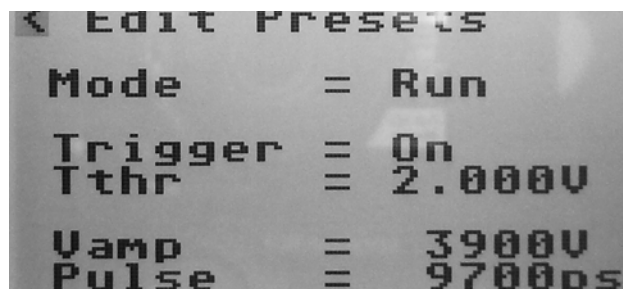 < Edit Presets
Mode = Run
Trigger = On
Tthr = 2.000V
Vamp = 3900V
Pulse = 9700ps